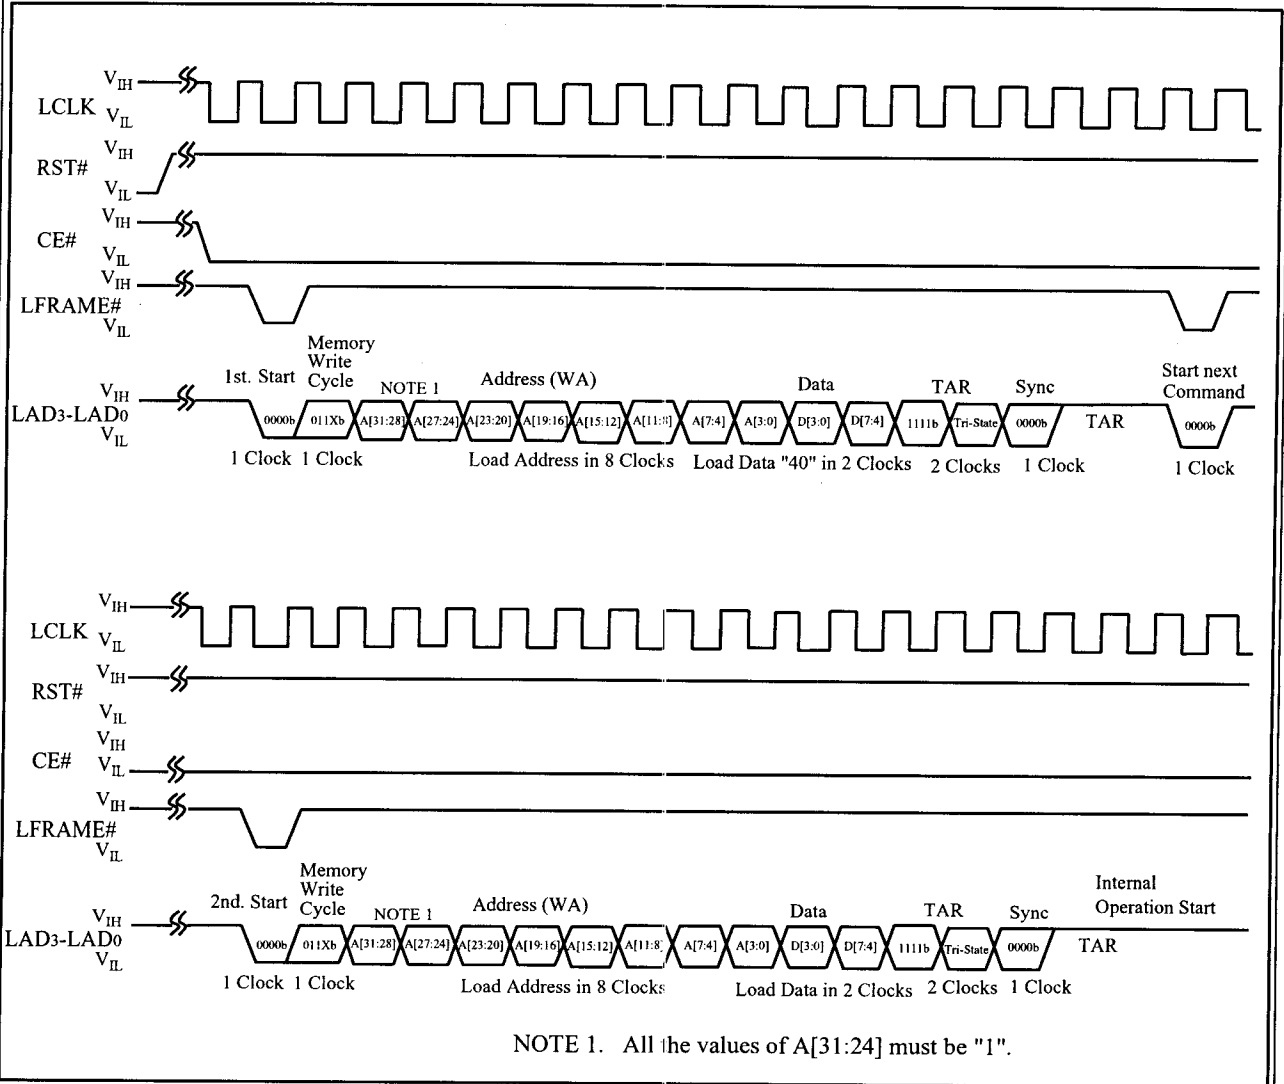 VIH
LCLK VIL
VIH
RST#
VIL
VIH
CE#
VIL
VIH
LFRAME#
VIL
1st. Start Memory Write Cycle NOTE 1 Address (WA) Data TAR Sync Start next Command
VIH
LAD3-LAD0 0000b 011Xb A[31:28] A[27:24] A[23:20] A[19:16] A[15:12] A[11:8] A[7:4] A[3:0] D[3:0] D[7:4] 1111b Tri-State 0000b TAR 0000b
VIL
1 Clock 1 Clock Load Address in 8 Clocks Load Data "40" in 2 Clocks 2 Clocks 1 Clock 1 Clock
VIH
LCLK VIL
VIH
RST#
VIL
VIH
CE# VIL
VIH
LFRAME#
VIL
2nd. Start Memory Write Cycle NOTE 1 Address (WA) Data TAR Sync Internal Operation Start
VIH
LAD3-LAD0 0000b 011Xb A[31:28] A[27:24] A[23:20] A[19:16] A[15:12] A[11:8] A[7:4] A[3:0] D[3:0] D[7:4] 1111b Tri-State 0000b TAR
VIL
1 Clock 1 Clock Load Address in 8 Clocks Load Data in 2 Clocks 2 Clocks 1 Clock
NOTE 1. All the values of A[31:24] must be "1".